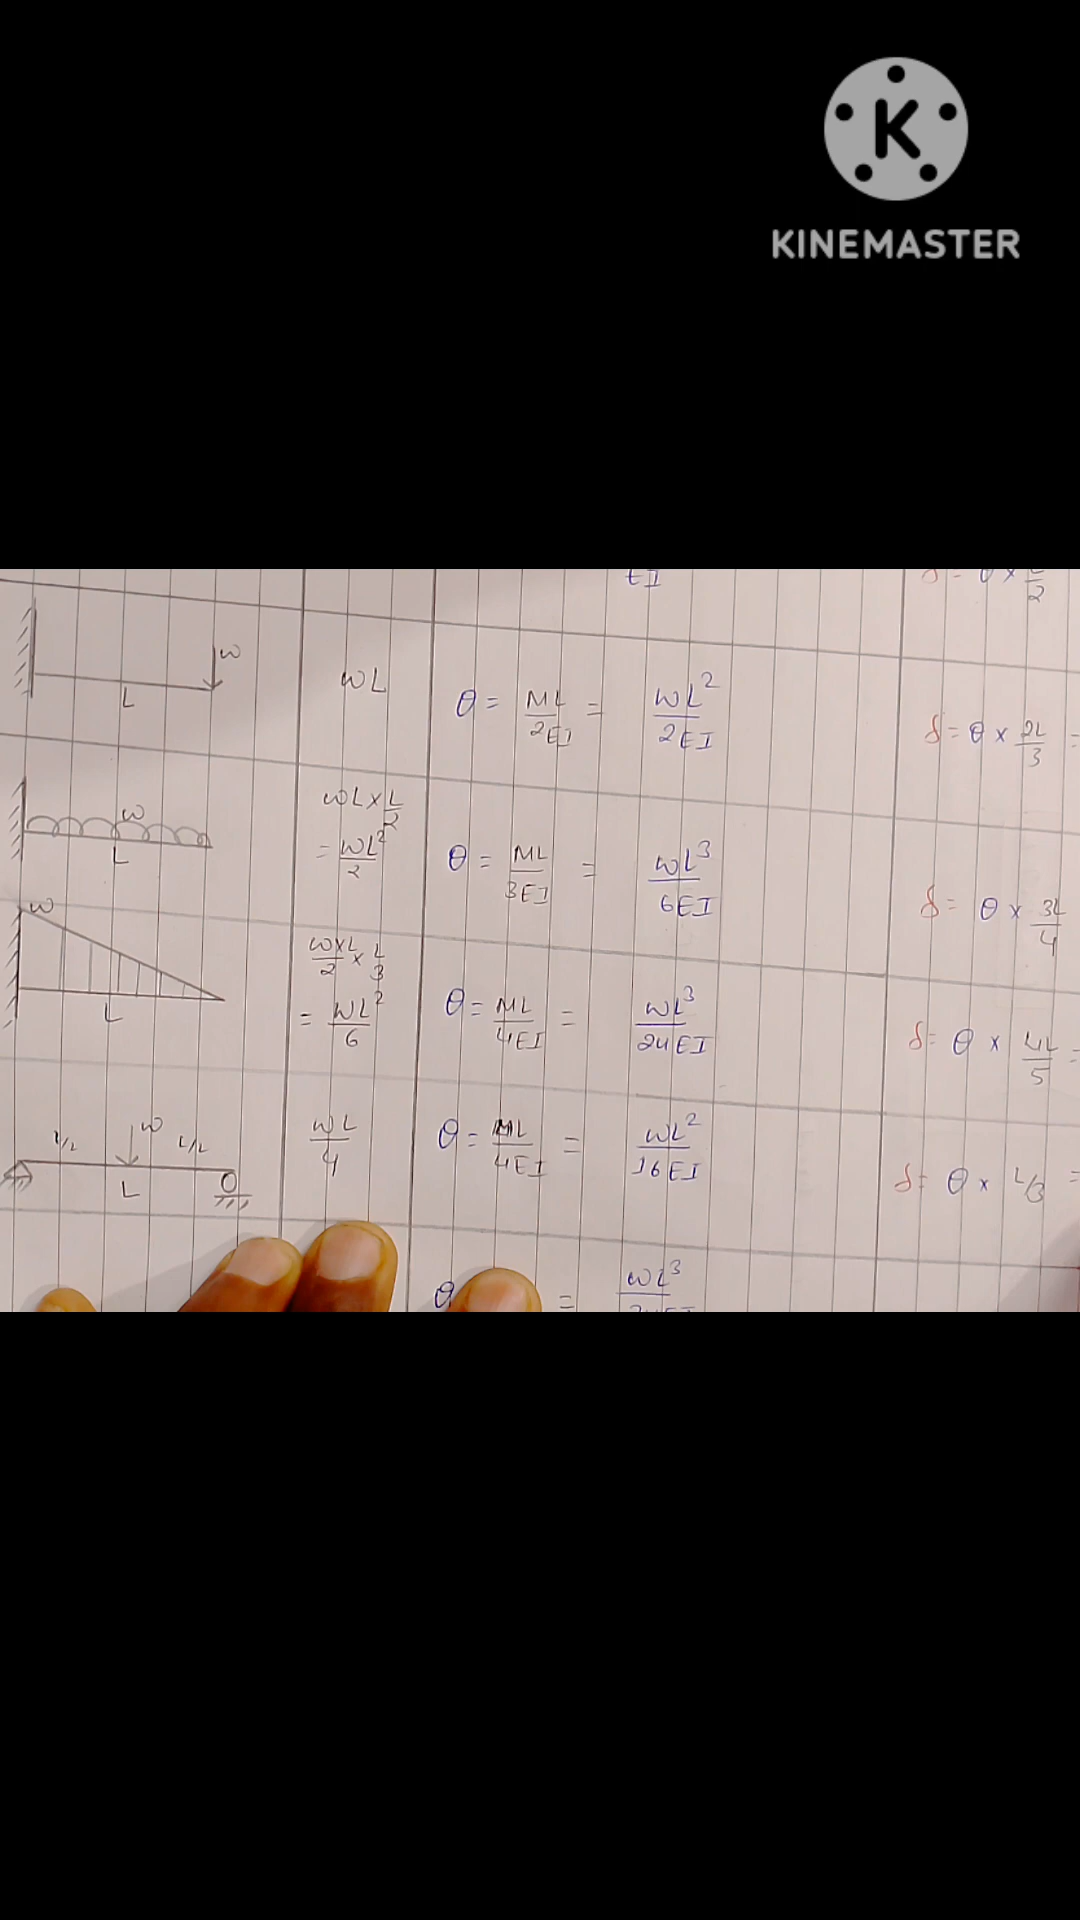 KINEMASTER
EI
δ = θ × L/2
W
L
WL
θ = ML/2EI = WL²/2EI
δ = θ × 2L/3 =
W
L
WL × L/2
= WL²/2
θ = ML/3EI = WL³/6EI
δ = θ × 3L/4
W
L
W×L/2 × L/3
= WL²/6
θ = ML/4EI = WL³/24EI
δ = θ × 4L/5 =
L/2 W L/2
L
WL/4
θ = ML/4EI = WL²/16EI
δ = θ × L/3 =
θ = WL³